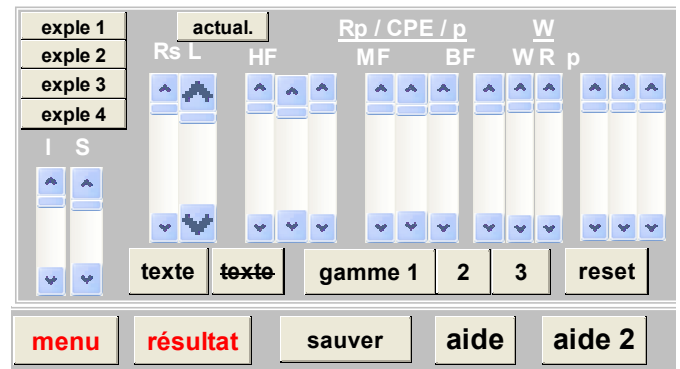 exple 1 actual. Rp / CPE / p W
exple 2 Rs L HF MF BF W R p
exple 3
exple 4
I S
texte texte gamme 1 2 3 reset
menu résultat sauver aide aide 2